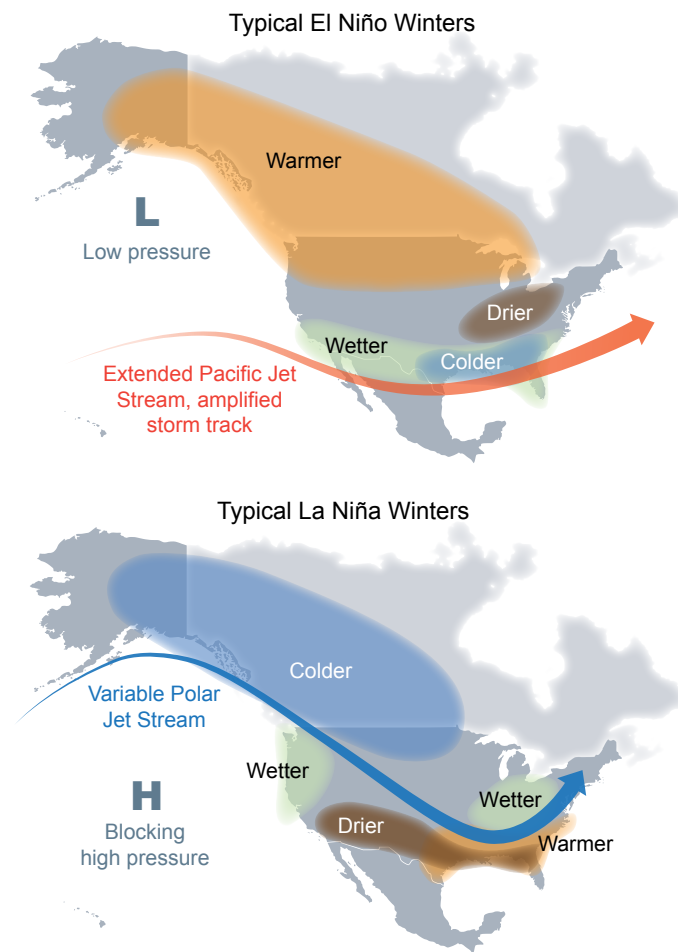 Typical El Niño Winters
Warmer
L
Low pressure
Drier
Wetter
Colder
Extended Pacific Jet
Stream, amplified
storm track
Typical La Niña Winters
Colder
Variable Polar
Jet Stream
Wetter
H
Blocking
high pressure
Wetter
Drier
Warmer